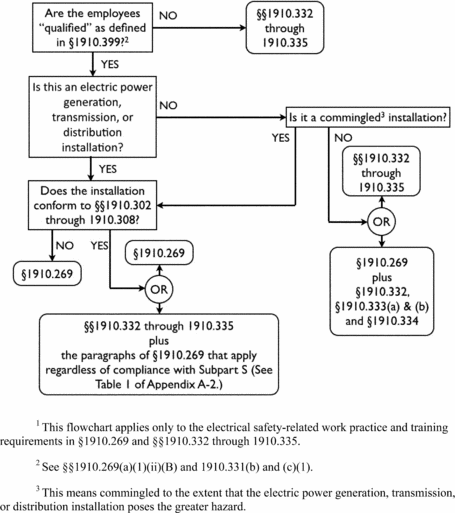 Are the employees
"qualified" as defined
in §1910.399?²
NO
§§1910.332
through
1910.335
YES
Is this an electric power
generation,
transmission, or
distribution
installation?
NO
Is it a commingled³ installation?
YES
NO
§§1910.332
through
1910.335
OR
§1910.269
plus
§1910.332,
§1910.333(a) & (b)
and §1910.334
YES
Does the installation
conform to §§1910.302
through 1910.308?
NO
§1910.269
YES
§1910.269
OR
§§1910.332 through 1910.335
plus
the paragraphs of §1910.269 that apply
regardless of compliance with Subpart S (See
Table 1 of Appendix A-2.)
¹ This flowchart applies only to the electrical safety-related work practice and training
requirements in §1910.269 and §§1910.332 through 1910.335.
² See §§1910.269(a)(1)(ii)(B) and 1910.331(b) and (c)(1).
³ This means commingled to the extent that the electric power generation, transmission,
or distribution installation poses the greater hazard.